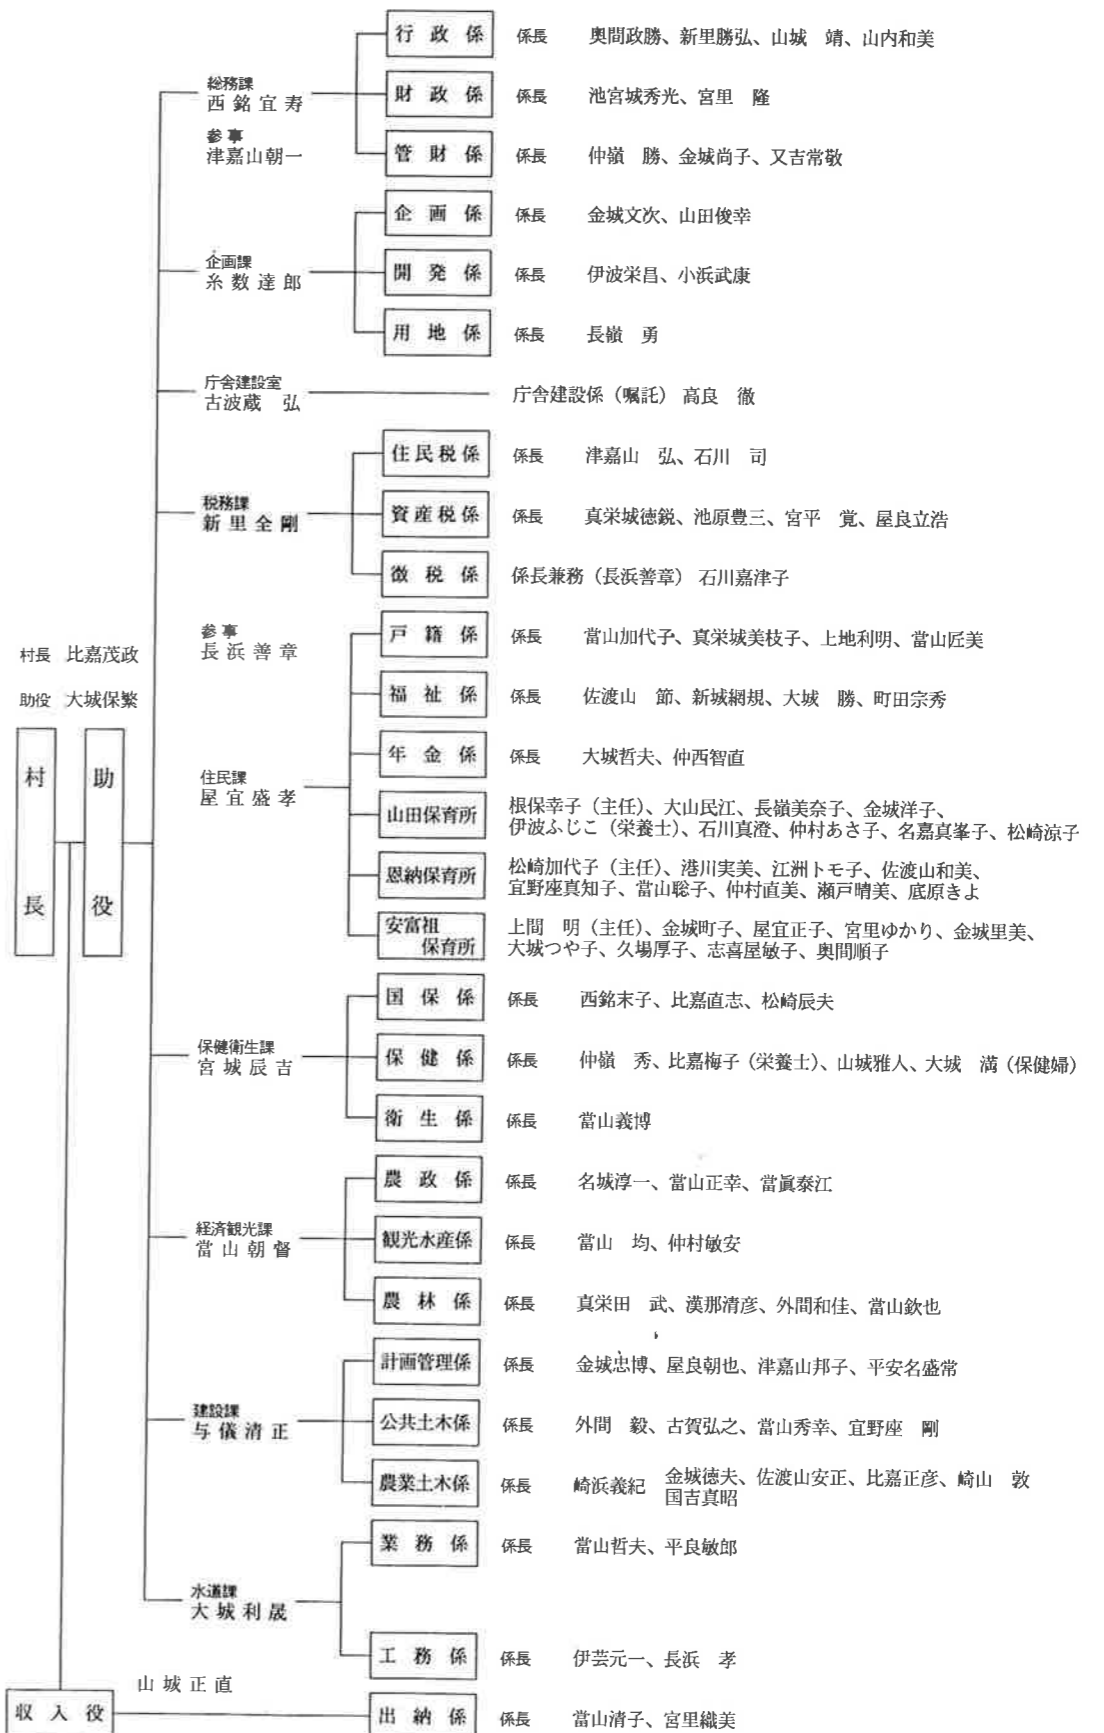 行政係 係長 奥間政勝、新里勝弘、山城　靖、山内和美
総務課
西銘宜寿
財政係 係長 池宮城秀光、宮里　隆
参事
津嘉山朝一
管財係 係長 仲嶺　勝、金城尚子、又吉常敬
企画係 係長 金城文次、山田俊幸
企画課
糸数達郎
開発係 係長 伊波栄昌、小浜武康
用地係 係長 長嶺　勇
庁舎建設室
古波蔵　弘
庁舎建設係（嘱託） 高良　徹
住民税係 係長 津嘉山　弘、石川　司
税務課
新里全剛
資産税係 係長 真栄城徳鋭、池原豊三、宮平　覚、屋良立浩
徴税係 係長兼務（長浜善章） 石川嘉津子
参事
長浜善章
戸籍係 係長 當山加代子、真栄城美枝子、上地利明、當山匠美
村長 比嘉茂政
助役 大城保繁
福祉係 係長 佐渡山　節、新城網規、大城　勝、町田宗秀
年金係 係長 大城哲夫、仲西智直
村長
助役
住民課
屋宜盛孝
山田保育所 根保幸子（主任）、大山民江、長嶺美奈子、金城洋子、
伊波ふじこ（栄養士）、石川真澄、仲村あさ子、名嘉真峯子、松崎涼子
恩納保育所 松崎加代子（主任）、港川実美、江洲トモ子、佐渡山和美、
宜野座真知子、當山聡子、仲村直美、瀬戸晴美、底原きよ
安富祖
保育所
上間　明（主任）、金城町子、屋宜正子、宮里ゆかり、金城里美、
大城つや子、久場厚子、志喜屋敏子、奥間順子
国保係 係長 西銘末子、比嘉直志、松崎辰夫
保健衛生課
宮城辰吉
保健係 係長 仲嶺　秀、比嘉梅子（栄養士）、山城雅人、大城　満（保健婦）
衛生係 係長 當山義博
農政係 係長 名城淳一、當山正幸、當眞泰江
経済観光課
當山朝督
観光水産係 係長 當山　均、仲村敏安
農林係 係長 真栄田　武、漢那清彦、外間和佳、當山欽也
計画管理係 係長 金城忠博、屋良朝也、津嘉山邦子、平安名盛常
建設課
与儀清正
公共土木係 係長 外間　毅、古賀弘之、當山秀幸、宜野座　剛
農業土木係 係長 崎浜義紀 金城徳夫、佐渡山安正、比嘉正彦、崎山　敦
国吉真昭
業務係 係長 當山哲夫、平良敏郎
水道課
大城利晟
工務係 係長 伊芸元一、長浜　孝
山城正直
収入役
出納係 係長 當山清子、宮里織美